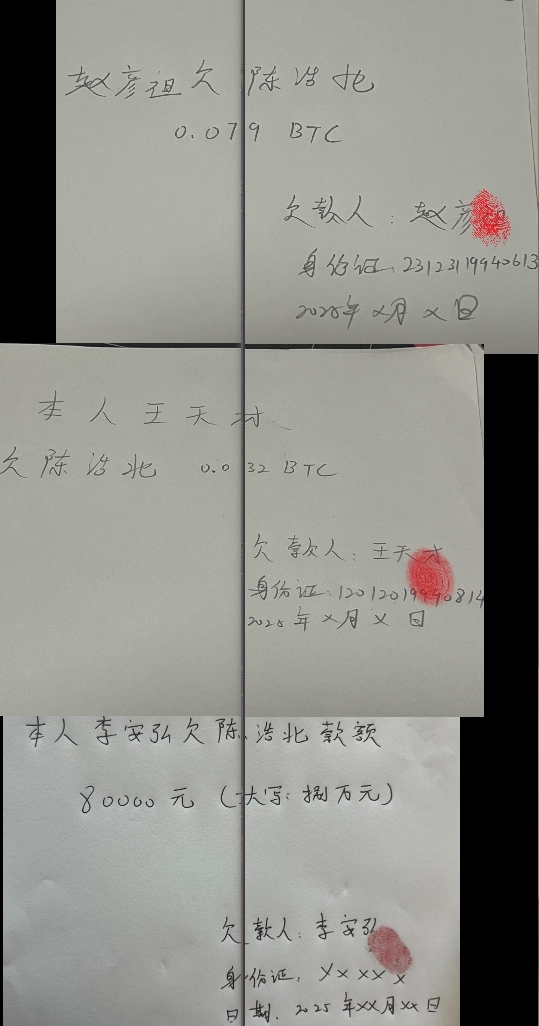 赵彦祖欠陈浩北
0.079 BTC
欠款人：赵彦
身份证：23123119940613
2025年X月X日
本人王天才
欠陈浩北 0.032 BTC
欠款人：王天才
身份证：12012019940814
2025年X月X日
本人李安弘欠陈浩北款额
80000元（大写：捌万元）
欠款人：李安弘
身份证：XXXXX
日期：2025年XX月XX日